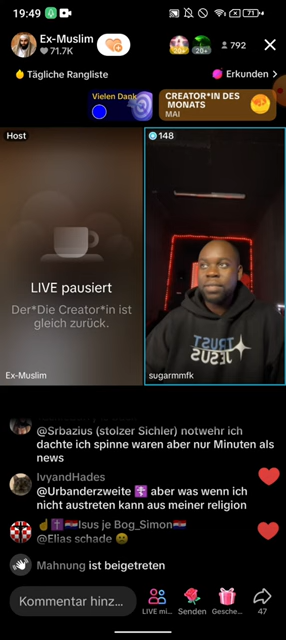 19:49
71
Ex-Muslim
71.7K
20+
20+
792
Tägliche Rangliste
Erkunden >
Vielen Dank
CREATOR*IN DES
MONATS
MAI
Host
148
LIVE pausiert
Der*Die Creator*in ist
gleich zurück.
TRUST
JESUS
Ex-Muslim
sugarmmfk
@Srbazius (stolzer Sichler) notwehr ich
dachte ich spinne waren aber nur Minuten als
news
IvyandHades
@Urbanderzweite aber was wenn ich
nicht austreten kann aus meiner religion
Isus je Bog_Simon
@Elias schade
Mahnung ist beigetreten
Kommentar hinz...
LIVE mi...
Senden
Gesche...
47